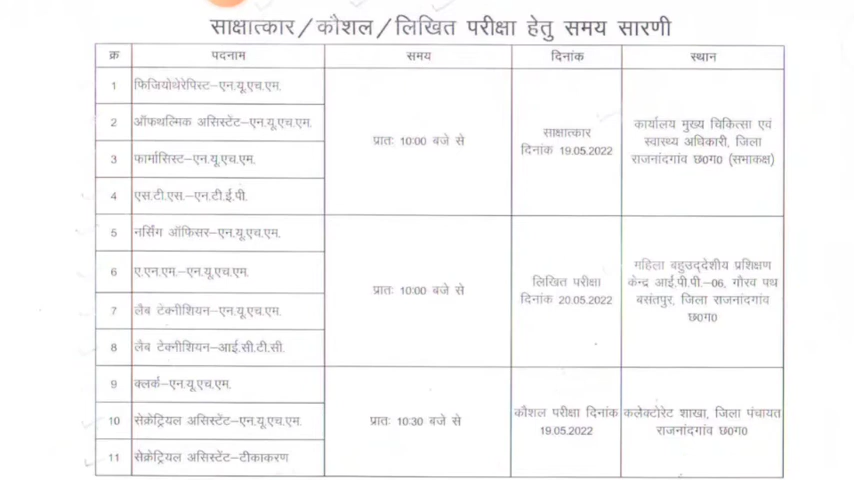 साक्षात्कार/कौशल/लिखित परीक्षा हेतु समय सारणी
क्र पदनाम समय दिनांक स्थान
1 फिजियोथेरेपिस्ट–एन.यू.एच.एम.
2 ऑफथल्मिक असिस्टेंट–एन.यू.एच.एम.
3 फार्मासिस्ट–एन.यू.एच.एम.
4 एस.टी.एस.–एन.टी.ई.पी.
प्रातः 10:00 बजे से
साक्षात्कार
दिनांक 19.05.2022
कार्यालय मुख्य चिकित्सा एवं
स्वास्थ्य अधिकारी, जिला
राजनांदगांव छ0ग0 (सभाकक्ष)
5 नर्सिंग ऑफिसर–एन.यू.एच.एम.
6 ए.एन.एम.–एन.यू.एच.एम.
7 लैब टेक्नीशियन–एन.यू.एच.एम.
8 लैब टेक्नीशियन–आई.सी.टी.सी.
प्रातः 10:00 बजे से
लिखित परीक्षा
दिनांक 20.05.2022
महिला बहुउद्देशीय प्रशिक्षण
केन्द्र आई.पी.पी.–06, गौरव पथ
बसंतपुर, जिला राजनांदगांव
छ0ग0
9 क्लर्क–एन.यू.एच.एम.
10 सेक्रेट्रियल असिस्टेंट–एन.यू.एच.एम.
11 सेक्रेट्रियल असिस्टेंट–टीकाकरण
प्रातः 10:30 बजे से
कौशल परीक्षा दिनांक
19.05.2022
कलेक्टोरेट शाखा, जिला पंचायत
राजनांदगांव छ0ग0